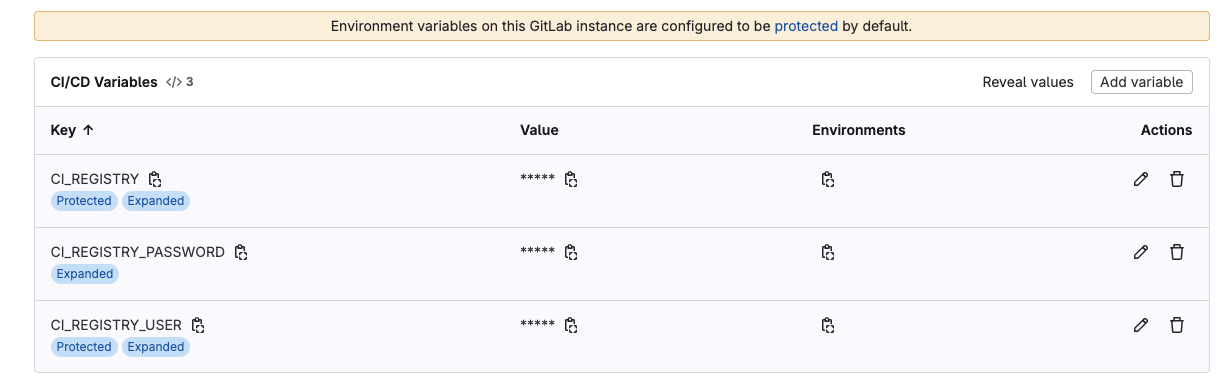 Environment variables on this GitLab instance are configured to be protected by default.
CI/CD Variables </> 3 Reveal values Add variable
Key ↑ Value Environments Actions
CI_REGISTRY *****
Protected Expanded
CI_REGISTRY_PASSWORD *****
Expanded
CI_REGISTRY_USER *****
Protected Expanded